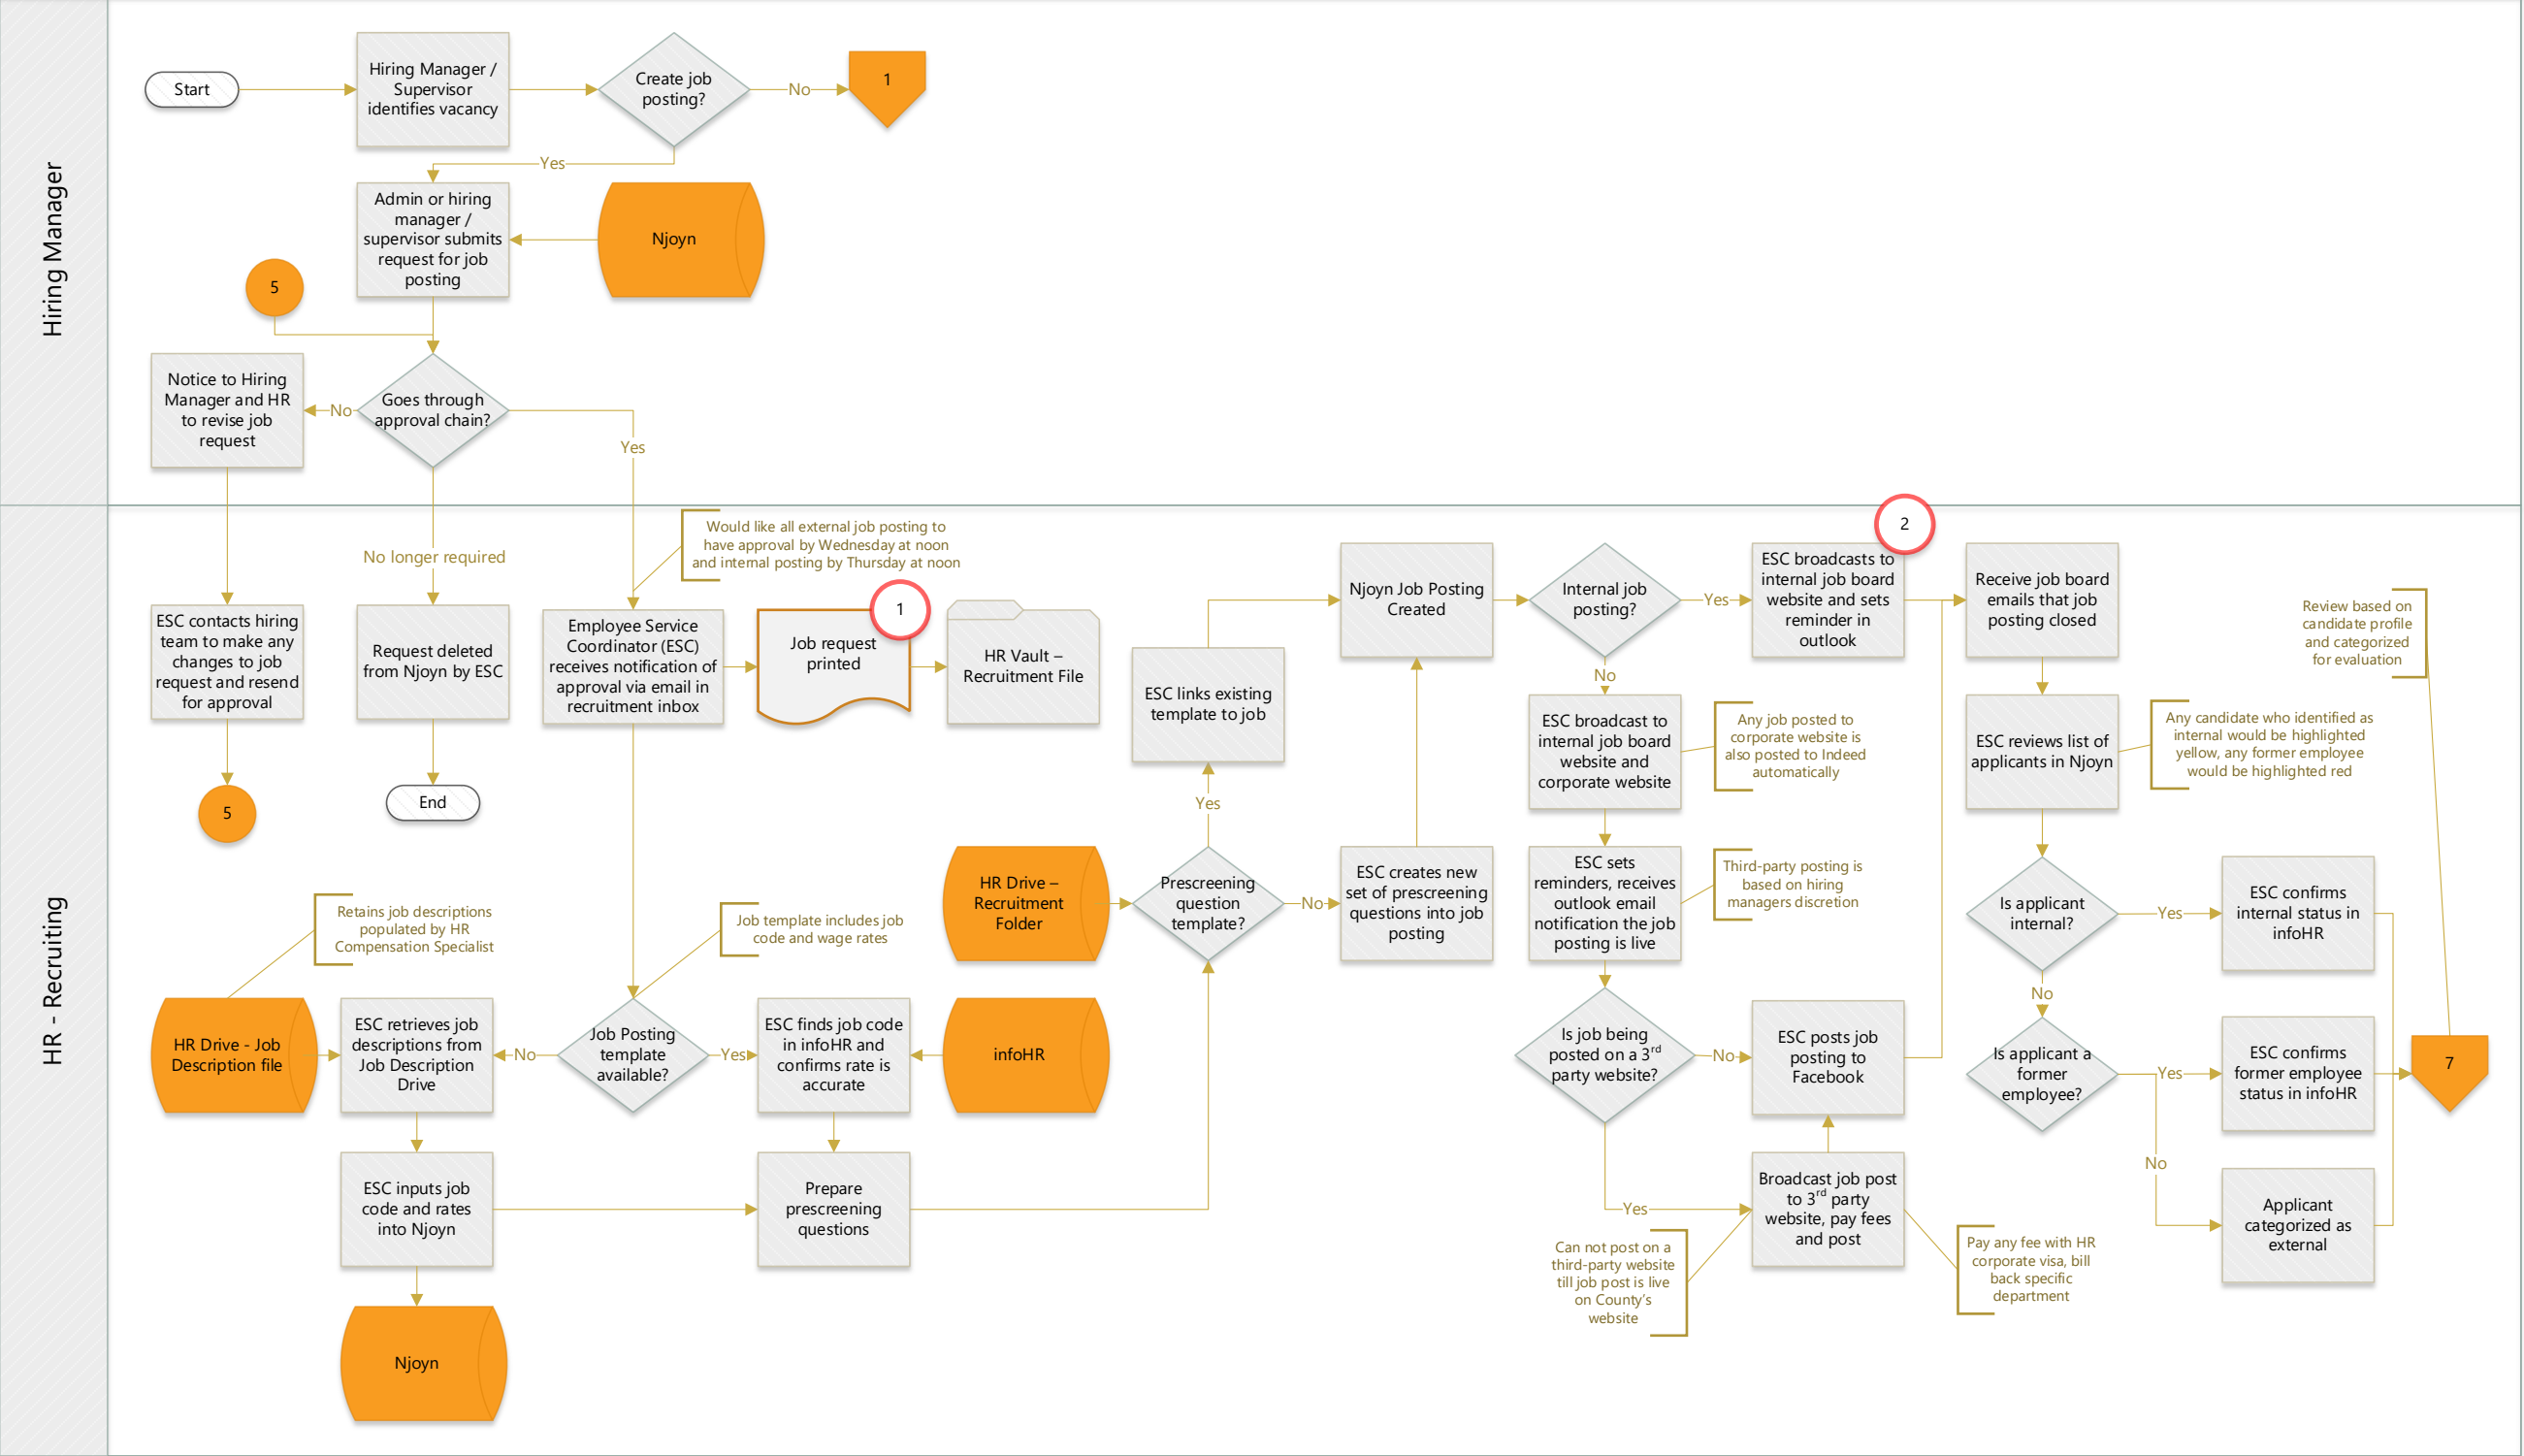 Hiring Manager
Start
Hiring Manager /
Supervisor
identifies vacancy
Create job
posting?
No
1
Yes
Admin or hiring
manager /
supervisor submits
request for job
posting
Njoyn
5
Notice to Hiring
Manager and HR
to revise job
request
No
Goes through
approval chain?
Yes
HR - Recruiting
No longer required
Would like all external job posting to
have approval by Wednesday at noon
and internal posting by Thursday at noon
ESC contacts hiring
team to make any
changes to job
request and resend
for approval
Request deleted
from Njoyn by ESC
Employee Service
Coordinator (ESC)
receives notification of
approval via email in
recruitment inbox
Job request
printed
1
HR Vault –
Recruitment File
5
End
Retains job descriptions
populated by HR
Compensation Specialist
Job template includes job
code and wage rates
HR Drive - Job
Description file
ESC retrieves job
descriptions from
Job Description
Drive
No
Job Posting
template
available?
Yes
ESC finds job code
in infoHR and
confirms rate is
accurate
infoHR
ESC inputs job
code and rates
into Njoyn
Prepare
prescreening
questions
Njoyn
HR Drive –
Recruitment
Folder
Prescreening
question
template?
Yes
ESC links existing
template to job
No
ESC creates new
set of prescreening
questions into job
posting
Njoyn Job Posting
Created
Internal job
posting?
Yes
ESC broadcasts to
internal job board
website and sets
reminder in
outlook
2
No
ESC broadcast to
internal job board
website and
corporate website
Any job posted to
corporate website is
also posted to Indeed
automatically
ESC sets
reminders, receives
outlook email
notification the job
posting is live
Third-party posting is
based on hiring
managers discretion
Is job being
posted on a 3rd
party website?
No
ESC posts job
posting to
Facebook
Yes
Broadcast job post
to 3rd party
website, pay fees
and post
Can not post on a
third-party website
till job post is live
on County's
website
Pay any fee with HR
corporate visa, bill
back specific
department
Receive job board
emails that job
posting closed
ESC reviews list of
applicants in Njoyn
Any candidate who identified as
internal would be highlighted
yellow, any former employee
would be highlighted red
Review based on
candidate profile
and categorized
for evaluation
Is applicant
internal?
Yes
ESC confirms
internal status in
infoHR
No
Is applicant a
former
employee?
Yes
ESC confirms
former employee
status in infoHR
7
No
Applicant
categorized as
external